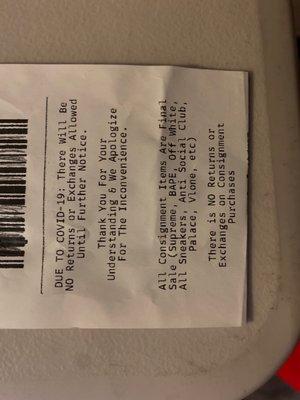 DUE TO COVID-19: There Will Be
NO Returns or Exchanges Allowed
Until Further Notice.
Thank You For Your
Understanding & We Apologize
For The Inconvenience.
All Consignment Items Are Final
Sale (Supreme, BAPE, Off White,
All Sneakers, Anti Social Club,
Palace, Vlone , etc)
There is NO Returns or
Exchanges on Consignment
Purchases